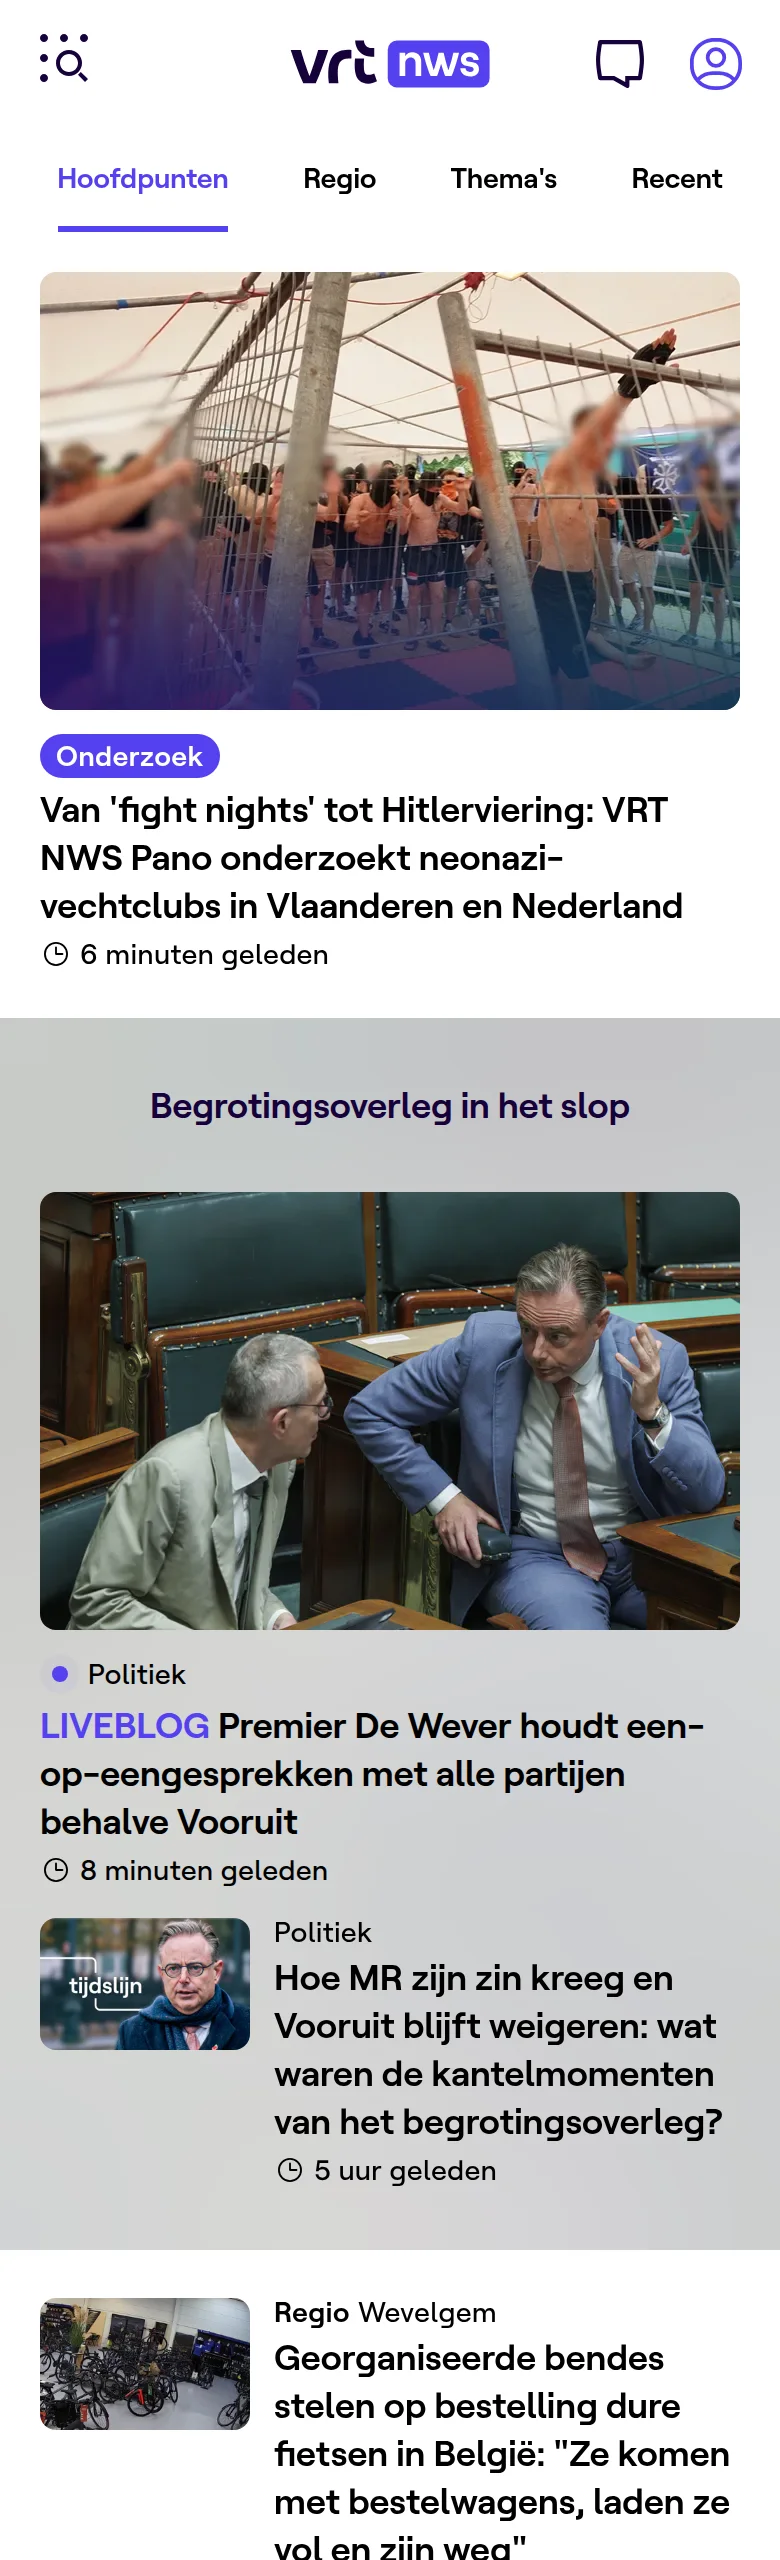 vrt nws
Hoofdpunten Regio Thema's Recent
Onderzoek
Van 'fight nights' tot Hitlerviering: VRT
NWS Pano onderzoekt neonazi-
vechtclubs in Vlaanderen en Nederland
6 minuten geleden
Begrotingsoverleg in het slop
Politiek
LIVEBLOG Premier De Wever houdt een-
op-eengesprekken met alle partijen
behalve Vooruit
8 minuten geleden
tijdslijn
Politiek
Hoe MR zijn zin kreeg en
Vooruit blijft weigeren: wat
waren de kantelmomenten
van het begrotingsoverleg?
5 uur geleden
Regio Wevelgem
Georganiseerde bendes
stelen op bestelling dure
fietsen in België: "Ze komen
met bestelwagens, laden ze
vol en zijn weg"